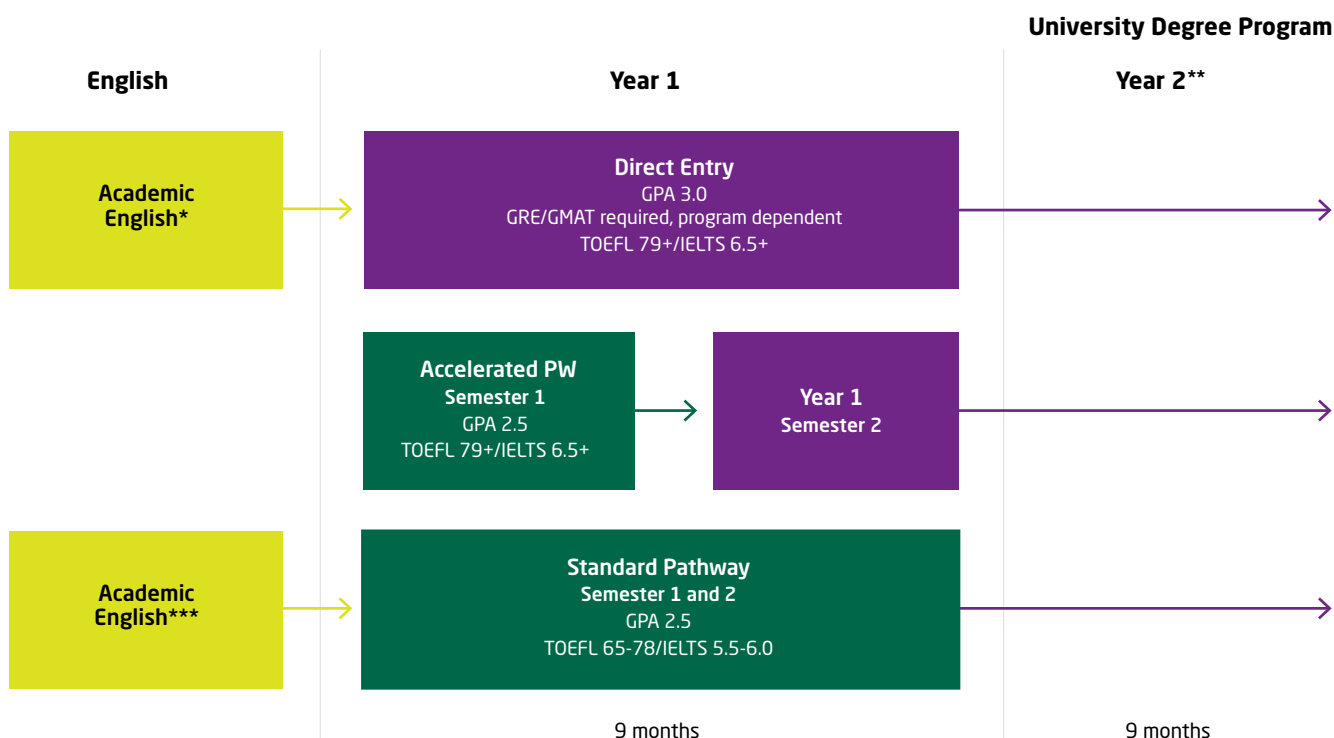 University Degree Program
English
Year 1
Year 2**
Academic
English*
Direct Entry
GPA 3.0
GRE/GMAT required, program dependent
TOEFL 79+/IELTS 6.5+
Accelerated PW
Semester 1
GPA 2.5
TOEFL 79+/IELTS 6.5+
Year 1
Semester 2
Academic
English***
Standard Pathway
Semester 1 and 2
GPA 2.5
TOEFL 65-78/IELTS 5.5-6.0
9 months
9 months